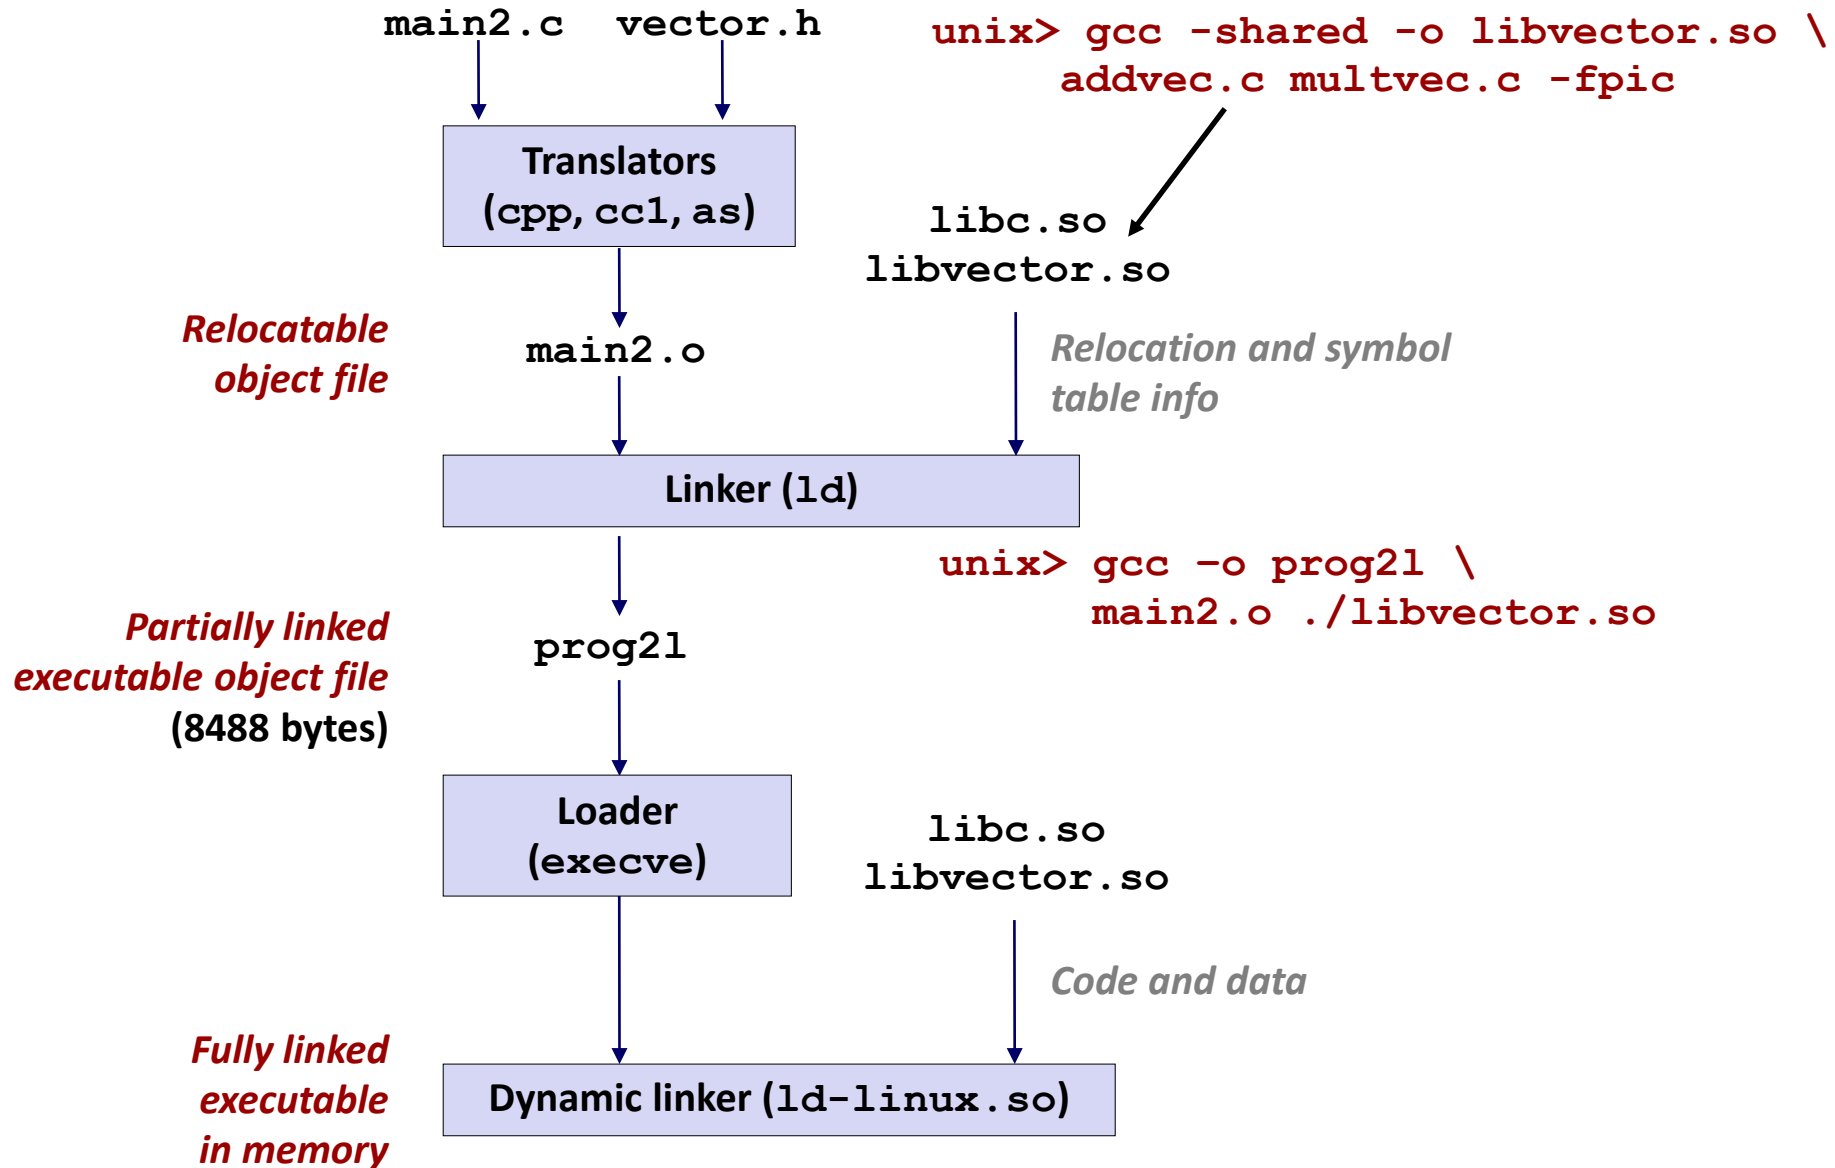 main2.c vector.h
unix> gcc -shared -o libvector.so \
addvec.c multvec.c -fpic
Translators
(cpp, cc1, as)
libc.so
libvector.so
Relocatable
object file
main2.o
Relocation and symbol
table info
Linker (ld)
unix> gcc –o prog2l \
main2.o ./libvector.so
Partially linked
executable object file
(8488 bytes)
prog2l
Loader
(execve)
libc.so
libvector.so
Code and data
Fully linked
executable
in memory
Dynamic linker (ld-linux.so)